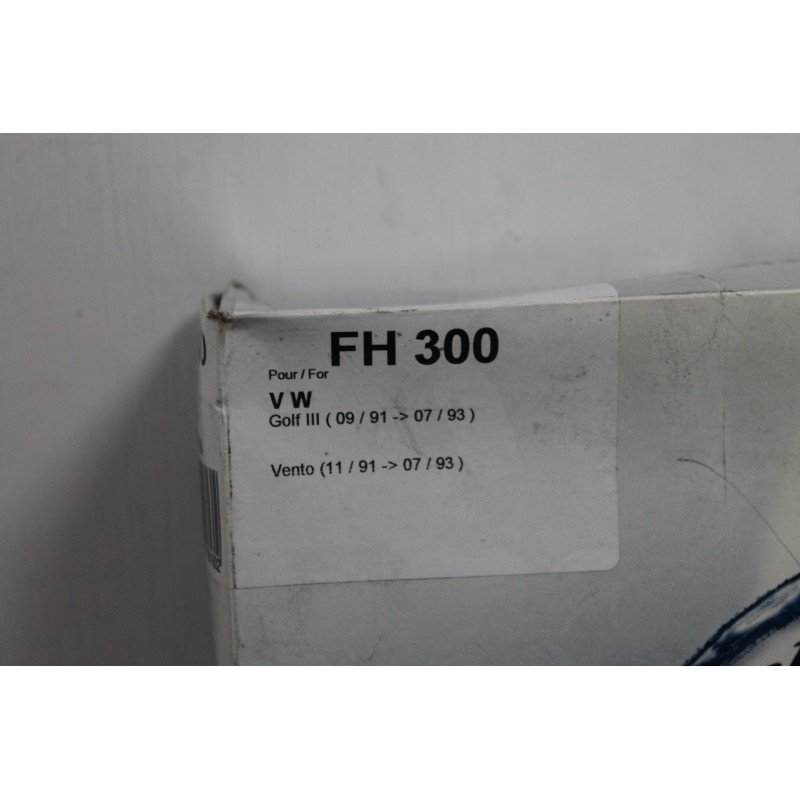 FH 300
Pour / For
V W
Golf III ( 09 / 91 -> 07 / 93 )
Vento (11 / 91 -> 07 / 93 )